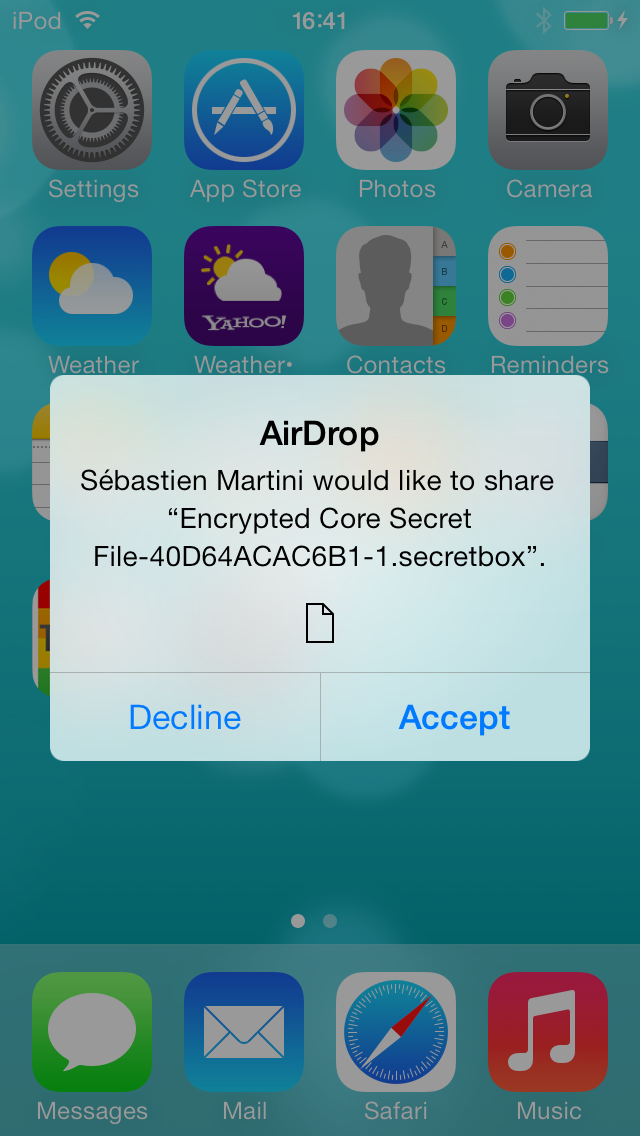 iPod 16:41
Settings App Store Photos Camera
A
B
C
D
YAHOO!
Weather Weather• Contacts Reminders
AirDrop
Sébastien Martini would like to share
“Encrypted Core Secret
File-40D64ACAC6B1-1.secretbox”.
Decline Accept
Messages Mail Safari Music